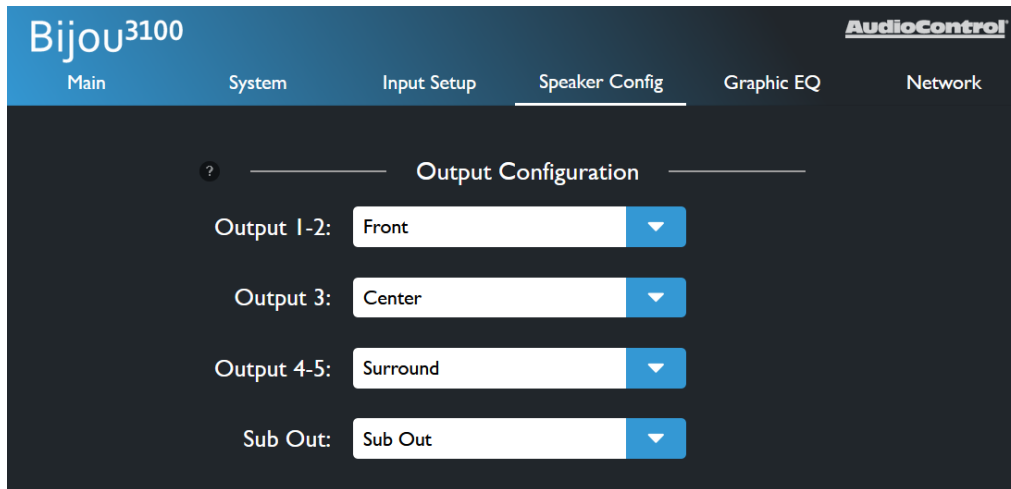 Bijou3100
AudioControl
Main System Input Setup Speaker Config Graphic EQ Network
? Output Configuration
Output 1-2: Front
Output 3: Center
Output 4-5: Surround
Sub Out: Sub Out